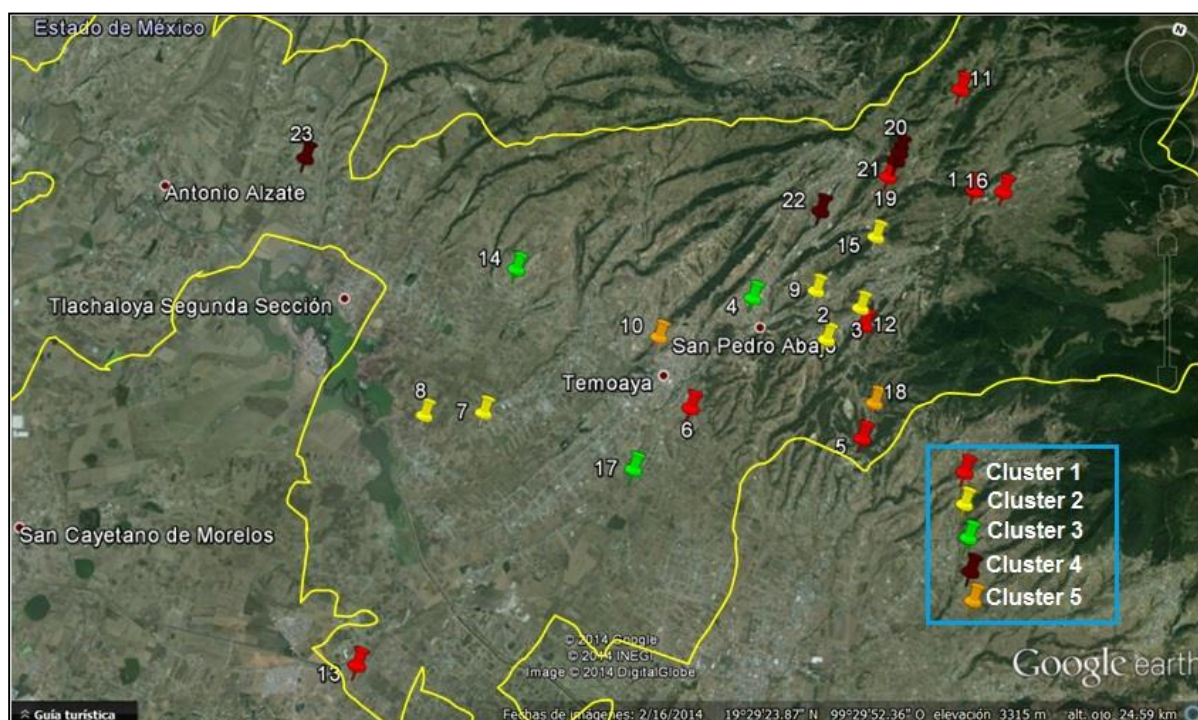 Estado de México
11
20
23
21
1 16
Antonio Alzate
19
22
15
14
9
4
Tlachaloya Segunda Sección
10
2
3
12
San Pedro Abajo
Temoaya
8
7
18
6
5
17
Cluster 1
Cluster 2
Cluster 3
Cluster 4
Cluster 5
San Cayetano de Morelos
13
© 2014 Google
© 2014 INEGI
Image © 2014 DigitalGlobe
Google earth
Guía turística
Fechas de imágenes: 2/16/2014 19°29'23.87" N 99°29'52.36" O elevación 3315 m alt. ojo 24.59 km
N